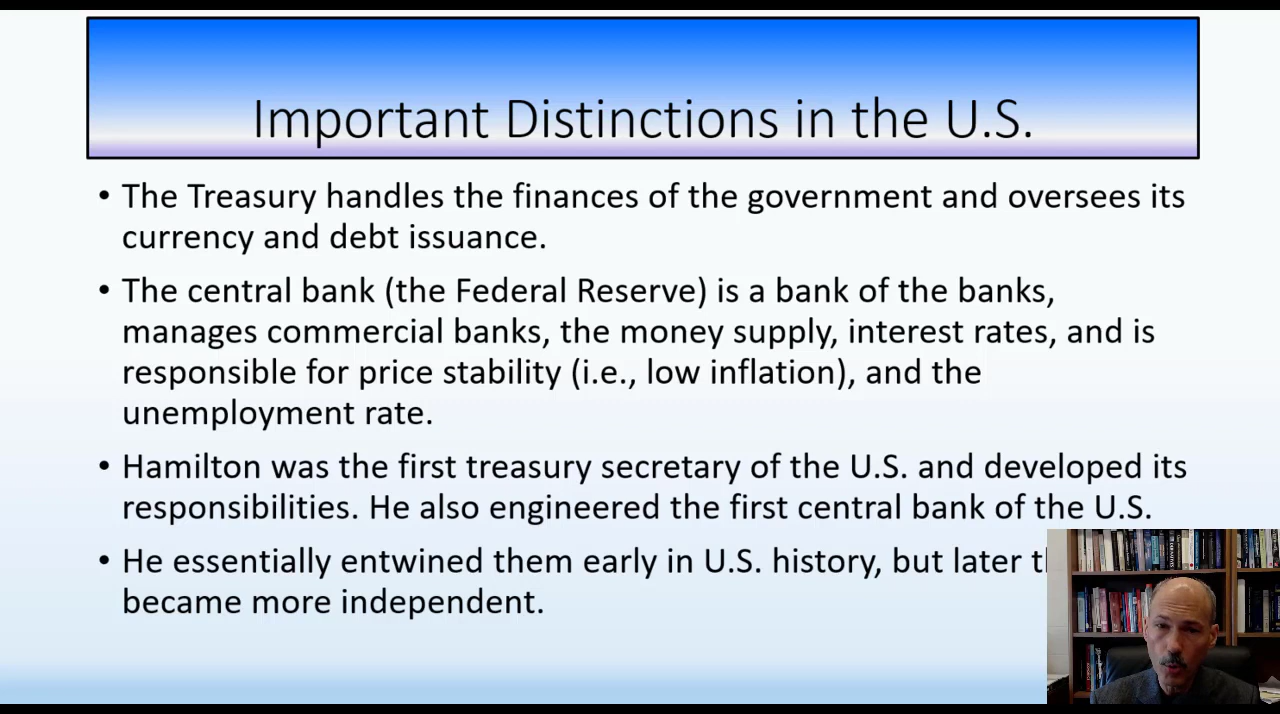 Important Distinctions in the U.S.
• The Treasury handles the finances of the government and oversees its
currency and debt issuance.
• The central bank (the Federal Reserve) is a bank of the banks,
manages commercial banks, the money supply, interest rates, and is
responsible for price stability (i.e., low inflation), and the
unemployment rate.
• Hamilton was the first treasury secretary of the U.S. and developed its
responsibilities. He also engineered the first central bank of the U.S.
• He essentially entwined them early in U.S. history, but later
became more independent.